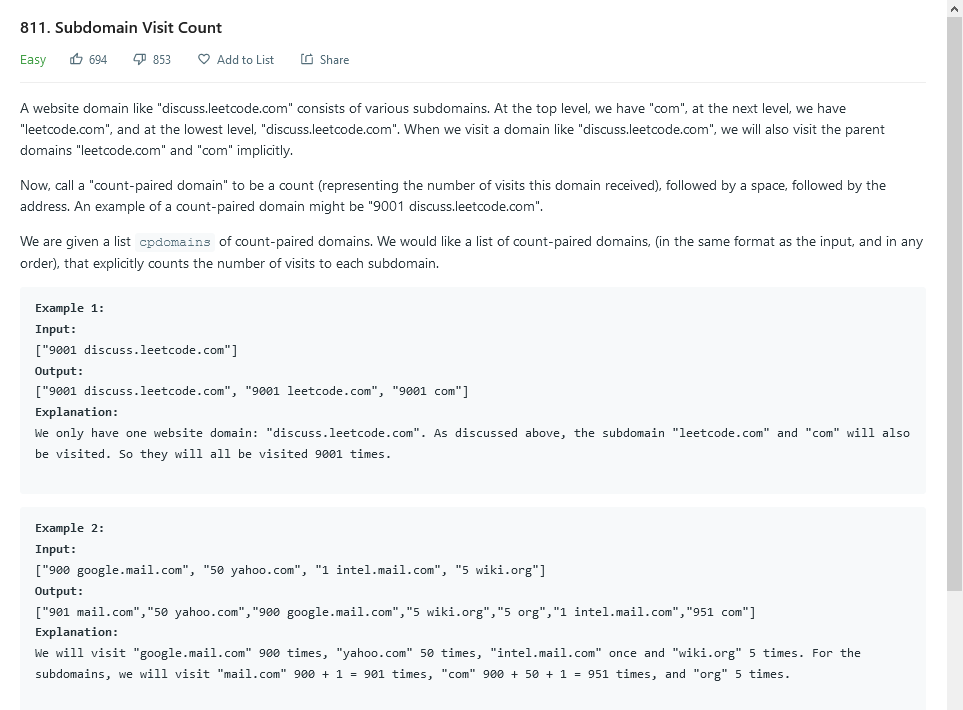 811. Subdomain Visit Count
Easy 694 853 Add to List Share
A website domain like "discuss.leetcode.com" consists of various subdomains. At the top level, we have "com", at the next level, we have
"leetcode.com", and at the lowest level, "discuss.leetcode.com". When we visit a domain like "discuss.leetcode.com", we will also visit the parent
domains "leetcode.com" and "com" implicitly.
Now, call a "count-paired domain" to be a count (representing the number of visits this domain received), followed by a space, followed by the
address. An example of a count-paired domain might be "9001 discuss.leetcode.com".
We are given a list cpdomains of count-paired domains. We would like a list of count-paired domains, (in the same format as the input, and in any
order), that explicitly counts the number of visits to each subdomain.
Example 1:
Input:
["9001 discuss.leetcode.com"]
Output:
["9001 discuss.leetcode.com", "9001 leetcode.com", "9001 com"]
Explanation:
We only have one website domain: "discuss.leetcode.com". As discussed above, the subdomain "leetcode.com" and "com" will also
be visited. So they will all be visited 9001 times.
Example 2:
Input:
["900 google.mail.com", "50 yahoo.com", "1 intel.mail.com", "5 wiki.org"]
Output:
["901 mail.com","50 yahoo.com","900 google.mail.com","5 wiki.org","5 org","1 intel.mail.com","951 com"]
Explanation:
We will visit "google.mail.com" 900 times, "yahoo.com" 50 times, "intel.mail.com" once and "wiki.org" 5 times. For the
subdomains, we will visit "mail.com" 900 + 1 = 901 times, "com" 900 + 50 + 1 = 951 times, and "org" 5 times.